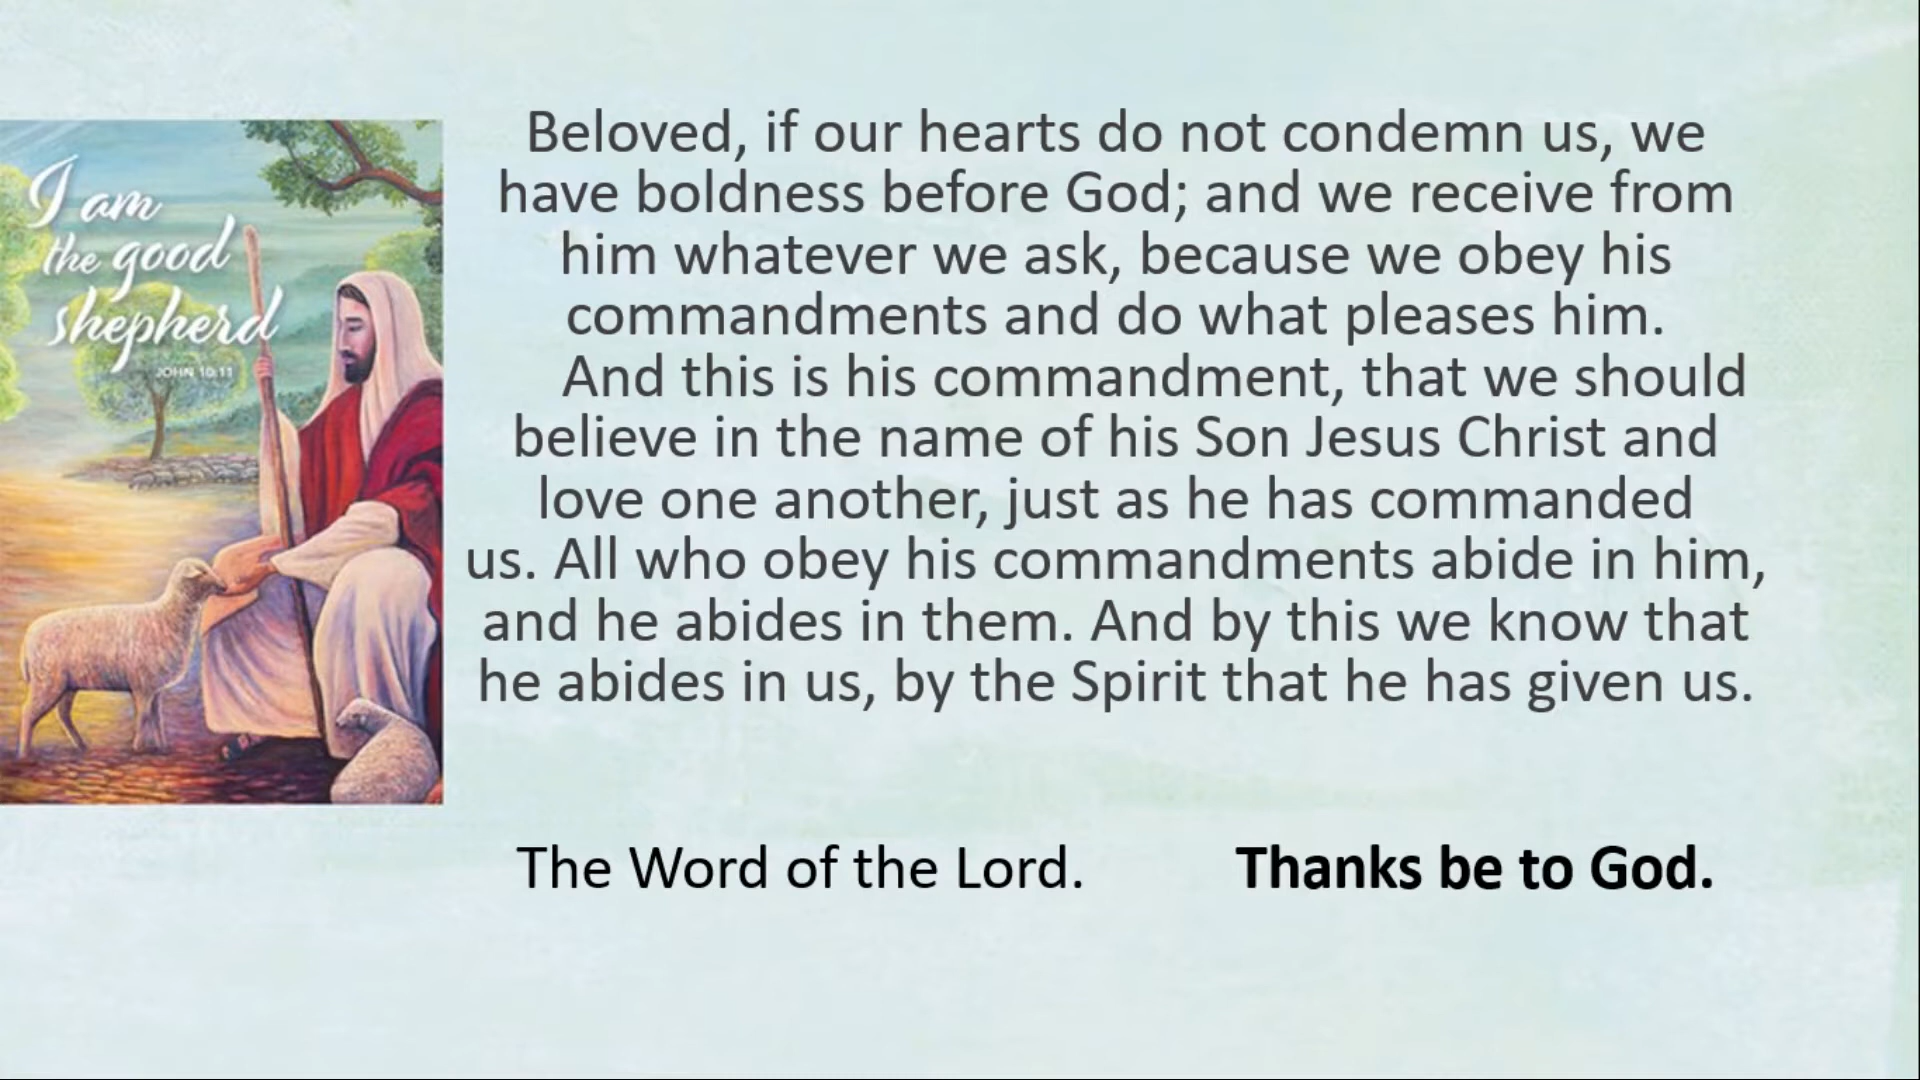 I am
the good
shepherd
JOHN 10:11
Beloved, if our hearts do not condemn us, we
have boldness before God; and we receive from
him whatever we ask, because we obey his
commandments and do what pleases him.
And this is his commandment, that we should
believe in the name of his Son Jesus Christ and
love one another, just as he has commanded
us. All who obey his commandments abide in him,
and he abides in them. And by this we know that
he abides in us, by the Spirit that he has given us.
The Word of the Lord. Thanks be to God.